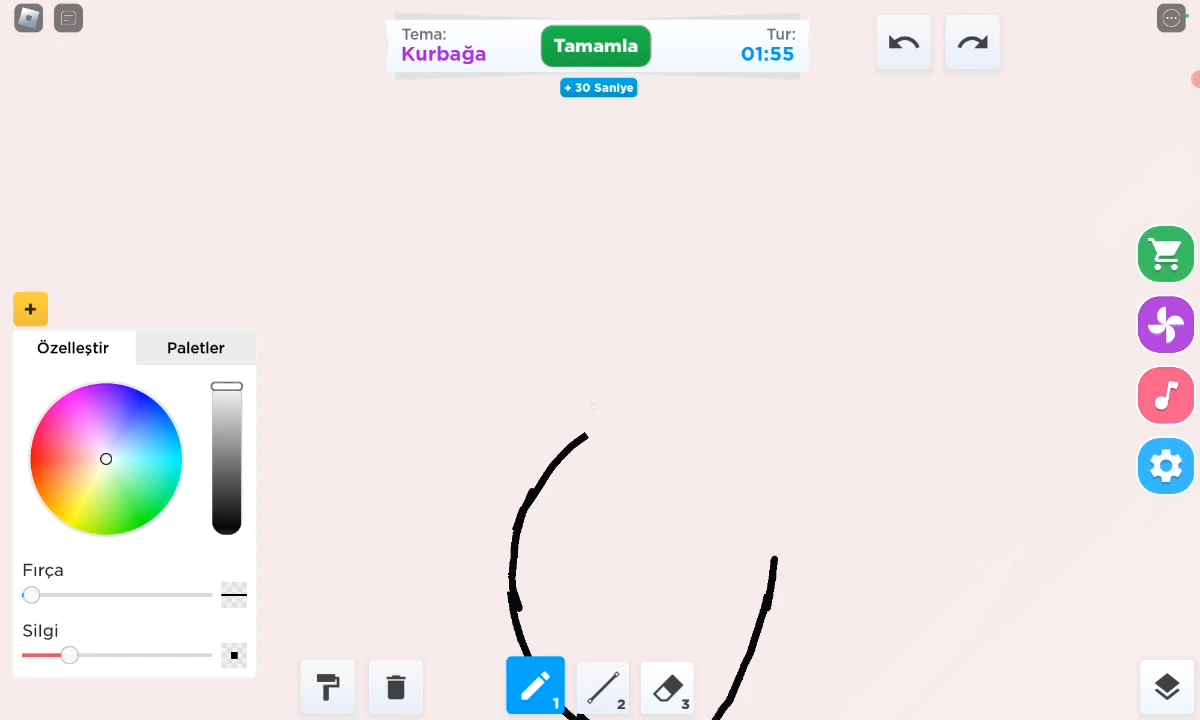 Tema:
Kurbağa
Tamamla
Tur:
01:55
+ 30 Saniye
+
Özelleştir
Paletler
Fırça
Silgi
1
2
3